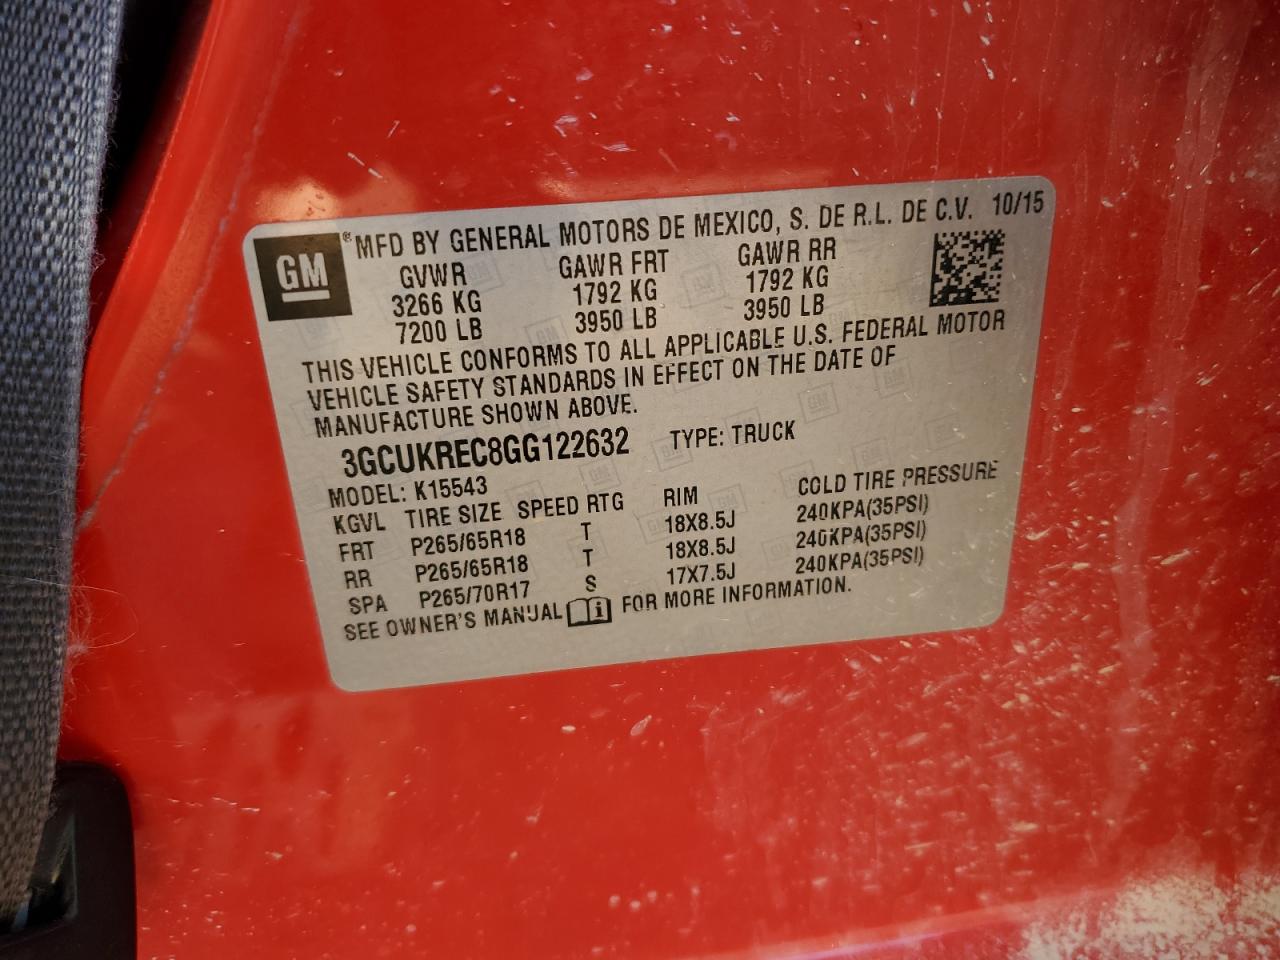 GM
® MFD BY GENERAL MOTORS DE MEXICO, S. DE R.L. DE C.V. 10/15
GVWR GAWR FRT GAWR RR
3266 KG 1792 KG 1792 KG
7200 LB 3950 LB 3950 LB
THIS VEHICLE CONFORMS TO ALL APPLICABLE U.S. FEDERAL MOTOR
VEHICLE SAFETY STANDARDS IN EFFECT ON THE DATE OF
MANUFACTURE SHOWN ABOVE.
3GCUKREC8GG122632 TYPE: TRUCK
MODEL: K15543
KGVL TIRE SIZE SPEED RTG RIM COLD TIRE PRESSURE
FRT P265/65R18 T 18X8.5J 240KPA(35PSI)
RR P265/65R18 T 18X8.5J 240KPA(35PSI)
SPA P265/70R17 S 17X7.5J 240KPA(35PSI)
SEE OWNER'S MANUAL i FOR MORE INFORMATION.